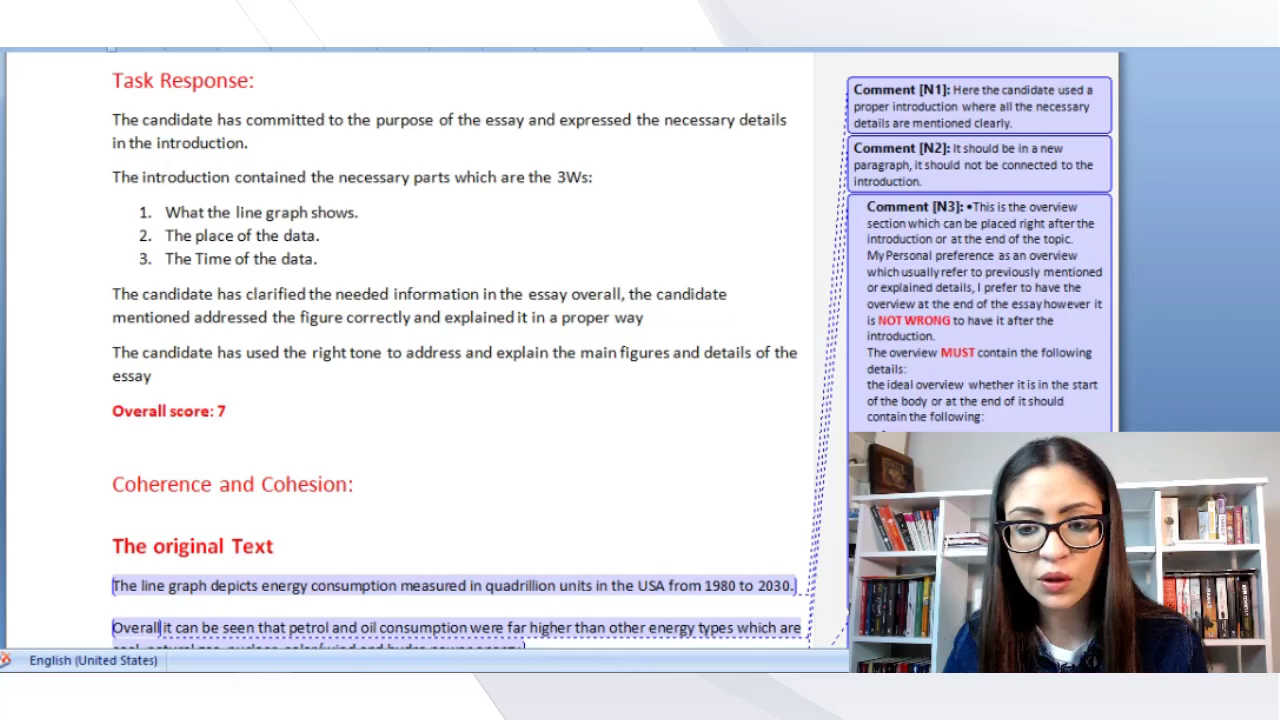 Task Response:
The candidate has committed to the purpose of the essay and expressed the necessary details
in the introduction.
The introduction contained the necessary parts which are the 3Ws:
1. What the line graph shows.
2. The place of the data.
3. The Time of the data.
The candidate has clarified the needed information in the essay overall, the candidate
mentioned addressed the figure correctly and explained it in a proper way
The candidate has used the right tone to address and explain the main figures and details of the
essay
Overall score: 7
Coherence and Cohesion:
The original Text
The line graph depicts energy consumption measured in quadrillion units in the USA from 1980 to 2030.
Overall it can be seen that petrol and oil consumption were far higher than other energy types which are
Comment [N1]: Here the candidate used a
proper introduction where all the necessary
details are mentioned clearly.
Comment [N2]: It should be in a new
paragraph, it should not be connected to the
introduction.
Comment [N3]: •This is the overview
section which can be placed right after the
introduction or at the end of the topic.
My Personal preference as an overview
which usually refer to previously mentioned
or explained details, I prefer to have the
overview at the end of the essay however it
is NOT WRONG to have it after the
introduction.
The overview MUST contain the following
details:
the ideal overview whether it is in the start
of the body or at the end of it should
contain the following:
English (United States)